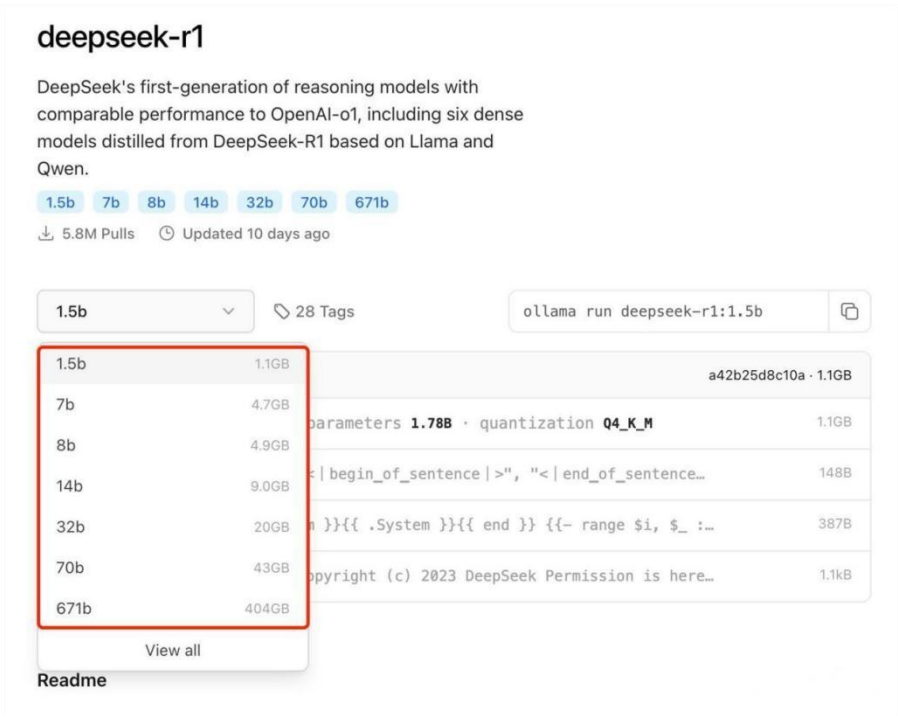 deepseek-r1
DeepSeek's first-generation of reasoning models with
comparable performance to OpenAI-o1, including six dense
models distilled from DeepSeek-R1 based on Llama and
Qwen.
1.5b 7b 8b 14b 32b 70b 671b
5.8M Pulls Updated 10 days ago
1.5b 28 Tags ollama run deepseek-r1:1.5b
1.5b 1.1GB
7b 4.7GB
8b 4.9GB
14b 9.0GB
32b 20GB
70b 43GB
671b 404GB
View all
a42b25d8c10a · 1.1GB
parameters 1.78B · quantization Q4_K_M 1.1GB
<|begin_of_sentence|>", "<|end_of_sentence… 148B
}}{{ .System }}{{ end }} {{- range $i, $_ :… 387B
opyright (c) 2023 DeepSeek Permission is here… 1.1kB
Readme